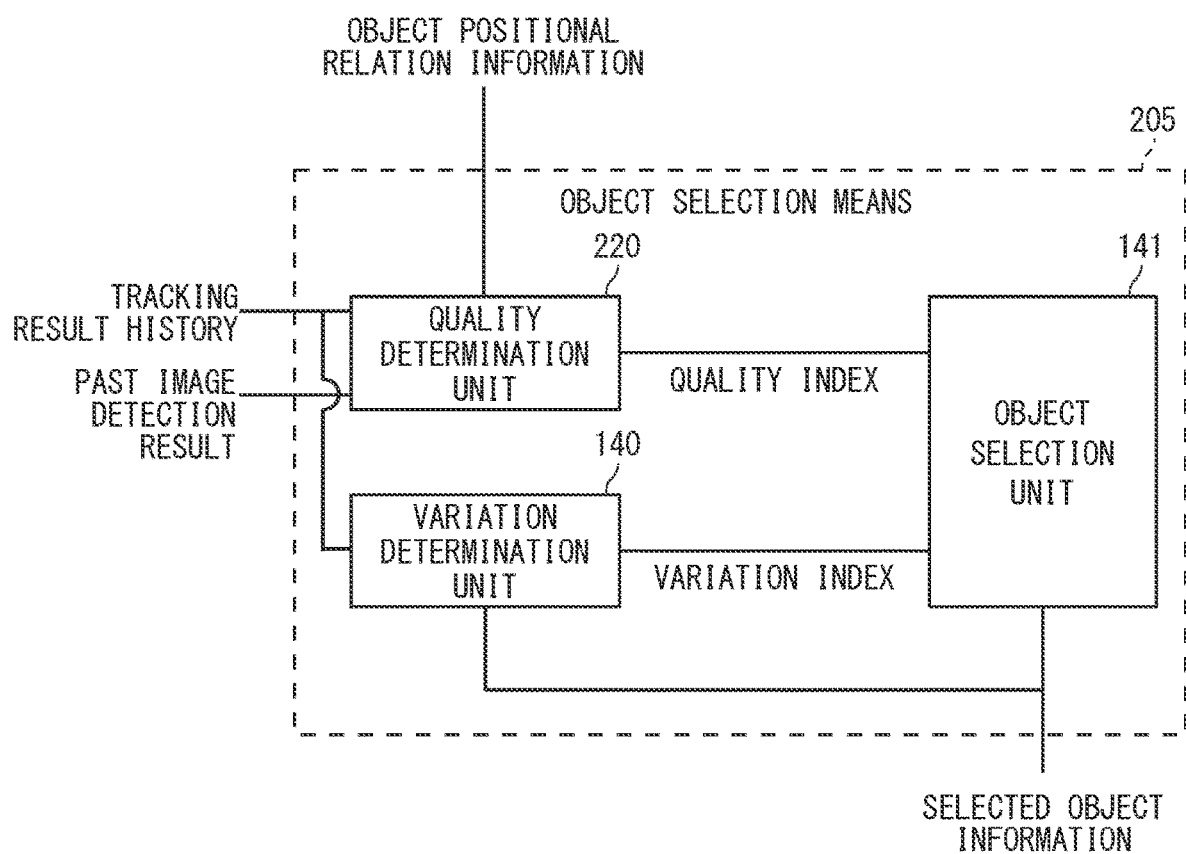 OBJECT POSITIONAL
RELATION INFORMATION
205
OBJECT SELECTION MEANS
220
141
TRACKING
RESULT HISTORY
QUALITY
DETERMINATION
UNIT
QUALITY INDEX
PAST IMAGE
DETECTION
RESULT
OBJECT
SELECTION
UNIT
140
VARIATION
DETERMINATION
UNIT
VARIATION INDEX
SELECTED OBJECT
INFORMATION